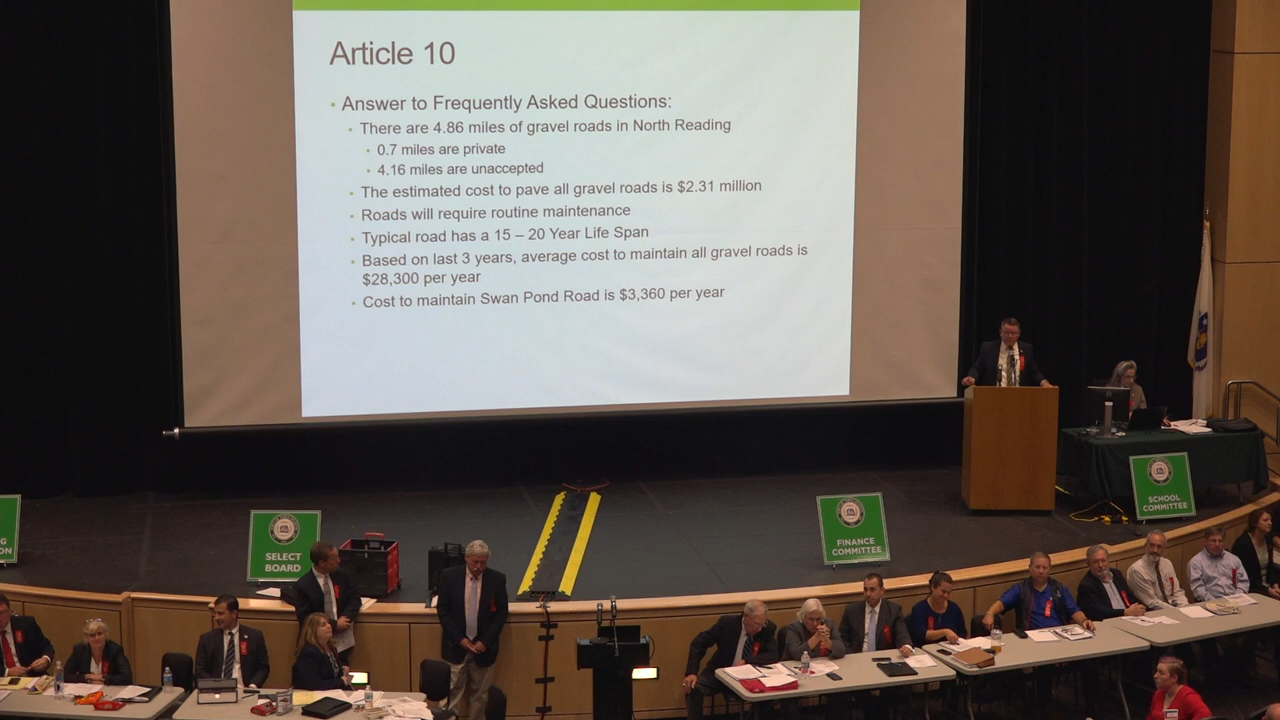 Article 10
• Answer to Frequently Asked Questions:
• There are 4.86 miles of gravel roads in North Reading
• 0.7 miles are private
• 4.16 miles are unaccepted
• The estimated cost to pave all gravel roads is $2.31 million
• Roads will require routine maintenance
• Typical road has a 15 – 20 Year Life Span
• Based on last 3 years, average cost to maintain all gravel roads is
$28,300 per year
• Cost to maintain Swan Pond Road is $3,360 per year
SCHOOL
COMMITTEE
G
ON
SELECT
BOARD
FINANCE
COMMITTEE